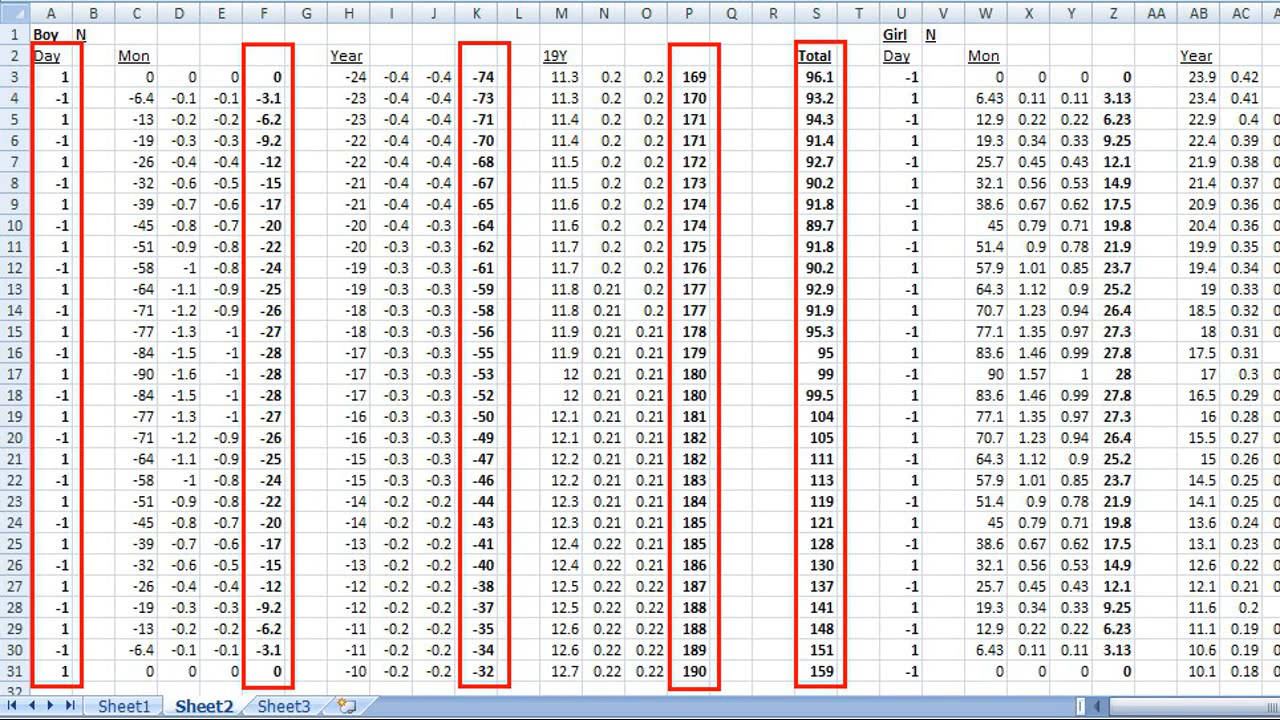 A B C D E F G H I J K L M N O P Q R S T U V W X Y Z AA AB AC
1 Boy N Girl N
2 Day Mon Year 19Y Total Day Mon Year
3 1 0 0 0 0 -24 -0.4 -0.4 -74 11.3 0.2 0.2 169 96.1 -1 0 0 0 0 23.9 0.42
4 -1 -6.4 -0.1 -0.1 -3.1 -23 -0.4 -0.4 -73 11.3 0.2 0.2 170 93.2 1 6.43 0.11 0.11 3.13 23.4 0.41
5 1 -13 -0.2 -0.2 -6.2 -23 -0.4 -0.4 -71 11.4 0.2 0.2 171 94.3 -1 12.9 0.22 0.22 6.23 22.9 0.4
6 -1 -19 -0.3 -0.3 -9.2 -22 -0.4 -0.4 -70 11.4 0.2 0.2 171 91.4 1 19.3 0.34 0.33 9.25 22.4 0.39
7 1 -26 -0.4 -0.4 -12 -22 -0.4 -0.4 -68 11.5 0.2 0.2 172 92.7 -1 25.7 0.45 0.43 12.1 21.9 0.38
8 -1 -32 -0.6 -0.5 -15 -21 -0.4 -0.4 -67 11.5 0.2 0.2 173 90.2 1 32.1 0.56 0.53 14.9 21.4 0.37
9 1 -39 -0.7 -0.6 -17 -21 -0.4 -0.4 -65 11.6 0.2 0.2 174 91.8 -1 38.6 0.67 0.62 17.5 20.9 0.36
10 -1 -45 -0.8 -0.7 -20 -20 -0.4 -0.3 -64 11.6 0.2 0.2 174 89.7 1 45 0.79 0.71 19.8 20.4 0.36
11 1 -51 -0.9 -0.8 -22 -20 -0.3 -0.3 -62 11.7 0.2 0.2 175 91.8 -1 51.4 0.9 0.78 21.9 19.9 0.35
12 -1 -58 -1 -0.8 -24 -19 -0.3 -0.3 -61 11.7 0.2 0.2 176 90.2 1 57.9 1.01 0.85 23.7 19.4 0.34
13 1 -64 -1.1 -0.9 -25 -19 -0.3 -0.3 -59 11.8 0.21 0.2 177 92.9 -1 64.3 1.12 0.9 25.2 19 0.33
14 -1 -71 -1.2 -0.9 -26 -18 -0.3 -0.3 -58 11.8 0.21 0.2 177 91.9 1 70.7 1.23 0.94 26.4 18.5 0.32
15 1 -77 -1.3 -1 -27 -18 -0.3 -0.3 -56 11.9 0.21 0.21 178 95.3 -1 77.1 1.35 0.97 27.3 18 0.31
16 -1 -84 -1.5 -1 -28 -17 -0.3 -0.3 -55 11.9 0.21 0.21 179 95 1 83.6 1.46 0.99 27.8 17.5 0.31
17 1 -90 -1.6 -1 -28 -17 -0.3 -0.3 -53 12 0.21 0.21 180 99 -1 90 1.57 1 28 17 0.3
18 -1 -84 -1.5 -1 -28 -17 -0.3 -0.3 -52 12 0.21 0.21 180 99.5 1 83.6 1.46 0.99 27.8 16.5 0.29
19 1 -77 -1.3 -1 -27 -16 -0.3 -0.3 -50 12.1 0.21 0.21 181 104 -1 77.1 1.35 0.97 27.3 16 0.28
20 -1 -71 -1.2 -0.9 -26 -16 -0.3 -0.3 -49 12.1 0.21 0.21 182 105 1 70.7 1.23 0.94 26.4 15.5 0.27
21 1 -64 -1.1 -0.9 -25 -15 -0.3 -0.3 -47 12.2 0.21 0.21 182 111 -1 64.3 1.12 0.9 25.2 15 0.26
22 -1 -58 -1 -0.8 -24 -15 -0.3 -0.3 -46 12.2 0.21 0.21 183 113 1 57.9 1.01 0.85 23.7 14.5 0.25
23 1 -51 -0.9 -0.8 -22 -14 -0.2 -0.2 -44 12.3 0.21 0.21 184 119 -1 51.4 0.9 0.78 21.9 14.1 0.25
24 -1 -45 -0.8 -0.7 -20 -14 -0.2 -0.2 -43 12.3 0.21 0.21 185 121 1 45 0.79 0.71 19.8 13.6 0.24
25 1 -39 -0.7 -0.6 -17 -13 -0.2 -0.2 -41 12.4 0.22 0.21 185 128 -1 38.6 0.67 0.62 17.5 13.1 0.23
26 -1 -32 -0.6 -0.5 -15 -13 -0.2 -0.2 -40 12.4 0.22 0.21 186 130 1 32.1 0.56 0.53 14.9 12.6 0.22
27 1 -26 -0.4 -0.4 -12 -12 -0.2 -0.2 -38 12.5 0.22 0.22 187 137 -1 25.7 0.45 0.43 12.1 12.1 0.21
28 -1 -19 -0.3 -0.3 -9.2 -12 -0.2 -0.2 -37 12.5 0.22 0.22 188 141 1 19.3 0.34 0.33 9.25 11.6 0.2
29 1 -13 -0.2 -0.2 -6.2 -11 -0.2 -0.2 -35 12.6 0.22 0.22 188 148 -1 12.9 0.22 0.22 6.23 11.1 0.19
30 -1 -6.4 -0.1 -0.1 -3.1 -11 -0.2 -0.2 -34 12.6 0.22 0.22 189 151 1 6.43 0.11 0.11 3.13 10.6 0.19
31 1 0 0 0 0 -10 -0.2 -0.2 -32 12.7 0.22 0.22 190 159 -1 0 0 0 0 10.1 0.18
32
Sheet1 Sheet2 Sheet3